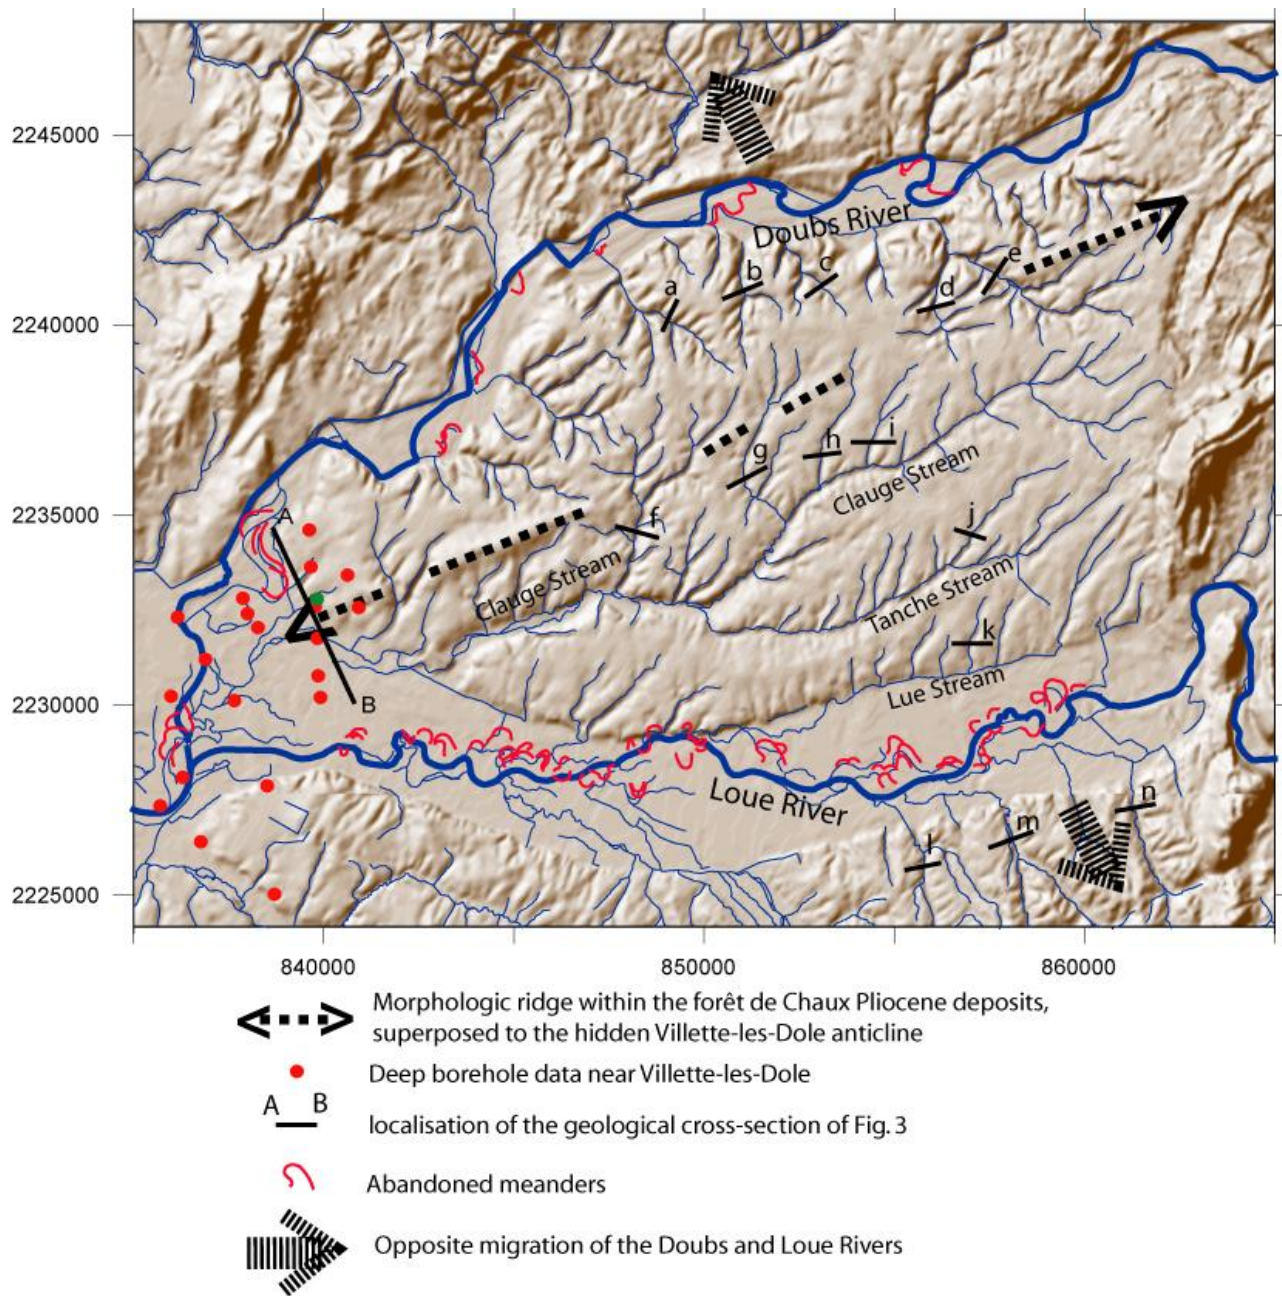 2245000
Doubs River
e
c
b
a
d
2240000
i
h
g
Clauge Stream
2235000
A
f
j
Clauge Stream
Tanche Stream
k
Lue Stream
2230000
B
Loue River
n
m
l
2225000
840000
850000
860000
Morphologic ridge within the forêt de Chaux Pliocene deposits,
superposed to the hidden Villette-les-Dole anticline
Deep borehole data near Villette-les-Dole
A B
localisation of the geological cross-section of Fig. 3
Abandoned meanders
Opposite migration of the Doubs and Loue Rivers